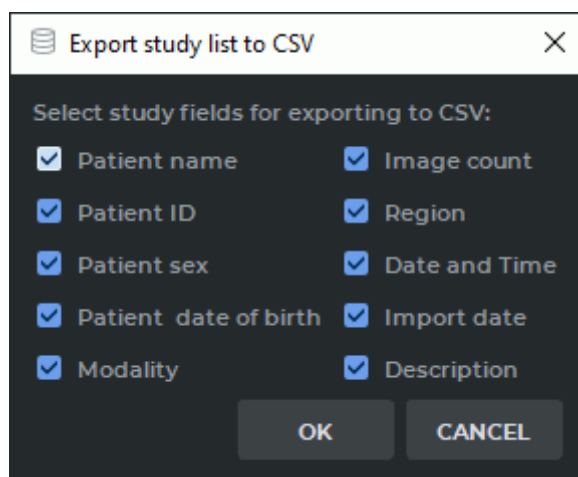 Export study list to CSV
Select study fields for exporting to CSV:
Patient name
Image count
Patient ID
Region
Patient sex
Date and Time
Patient  date of birth
Import date
Modality
Description
OK
CANCEL